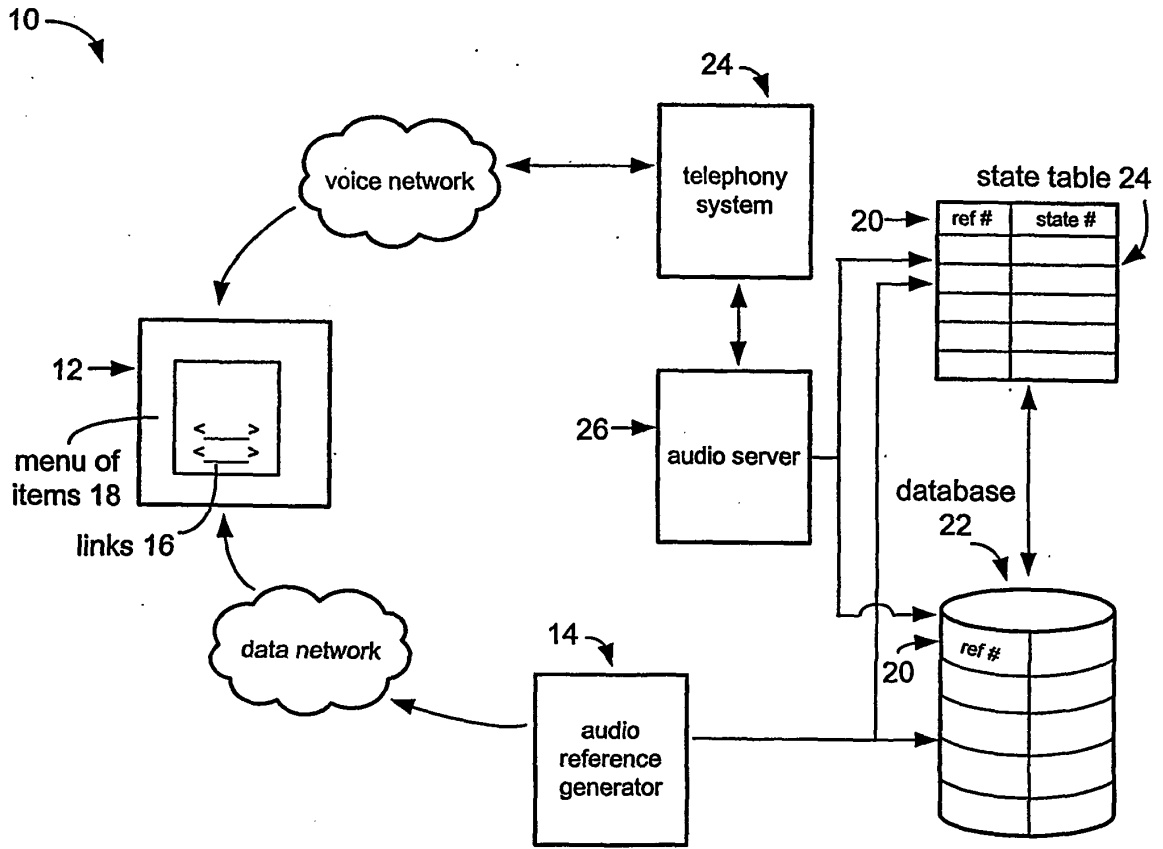 10
24
voice network
telephony
system
state table 24
20
ref #
state #
12
< >
< >
menu of
items 18
links 16
26
audio server
database
22
data network
14
20
ref #
audio
reference
generator